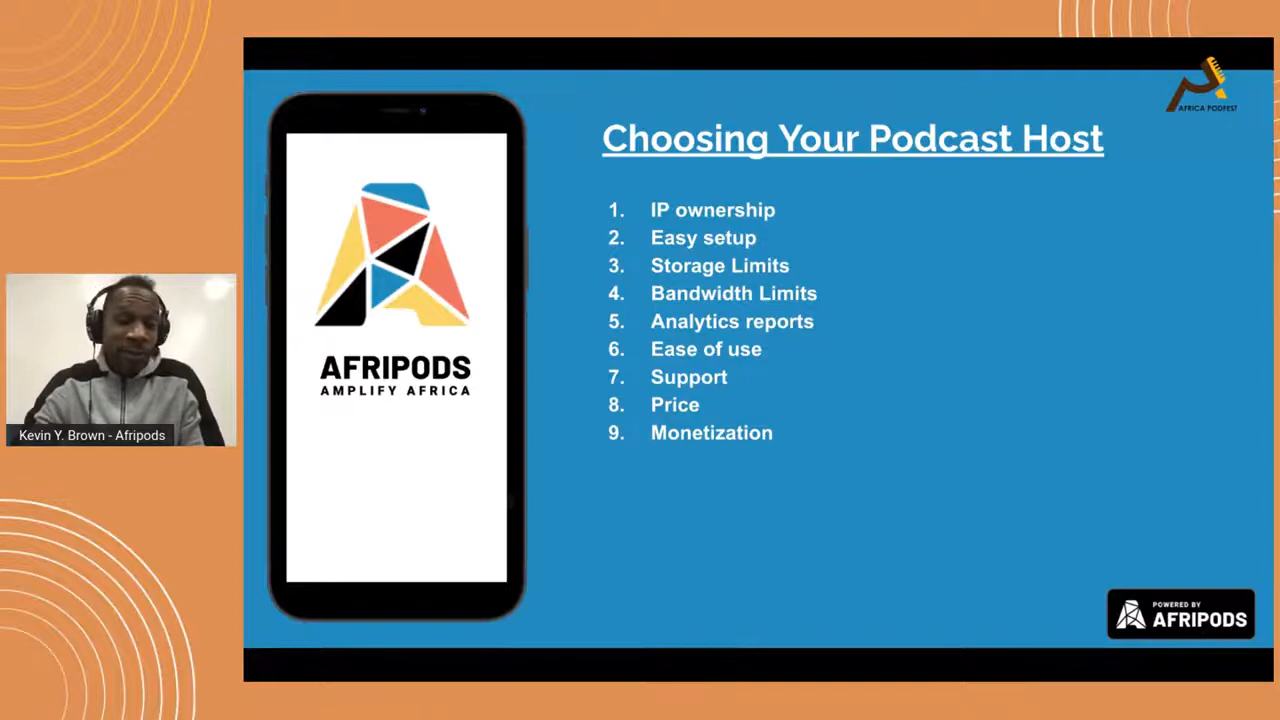 AFRICA PODFEST
Choosing Your Podcast Host
1. IP ownership
2. Easy setup
3. Storage Limits
4. Bandwidth Limits
5. Analytics reports
6. Ease of use
7. Support
8. Price
9. Monetization
AFRIPODS
AMPLIFY AFRICA
Kevin Y. Brown - Afripods
POWERED BY
AFRIPODS